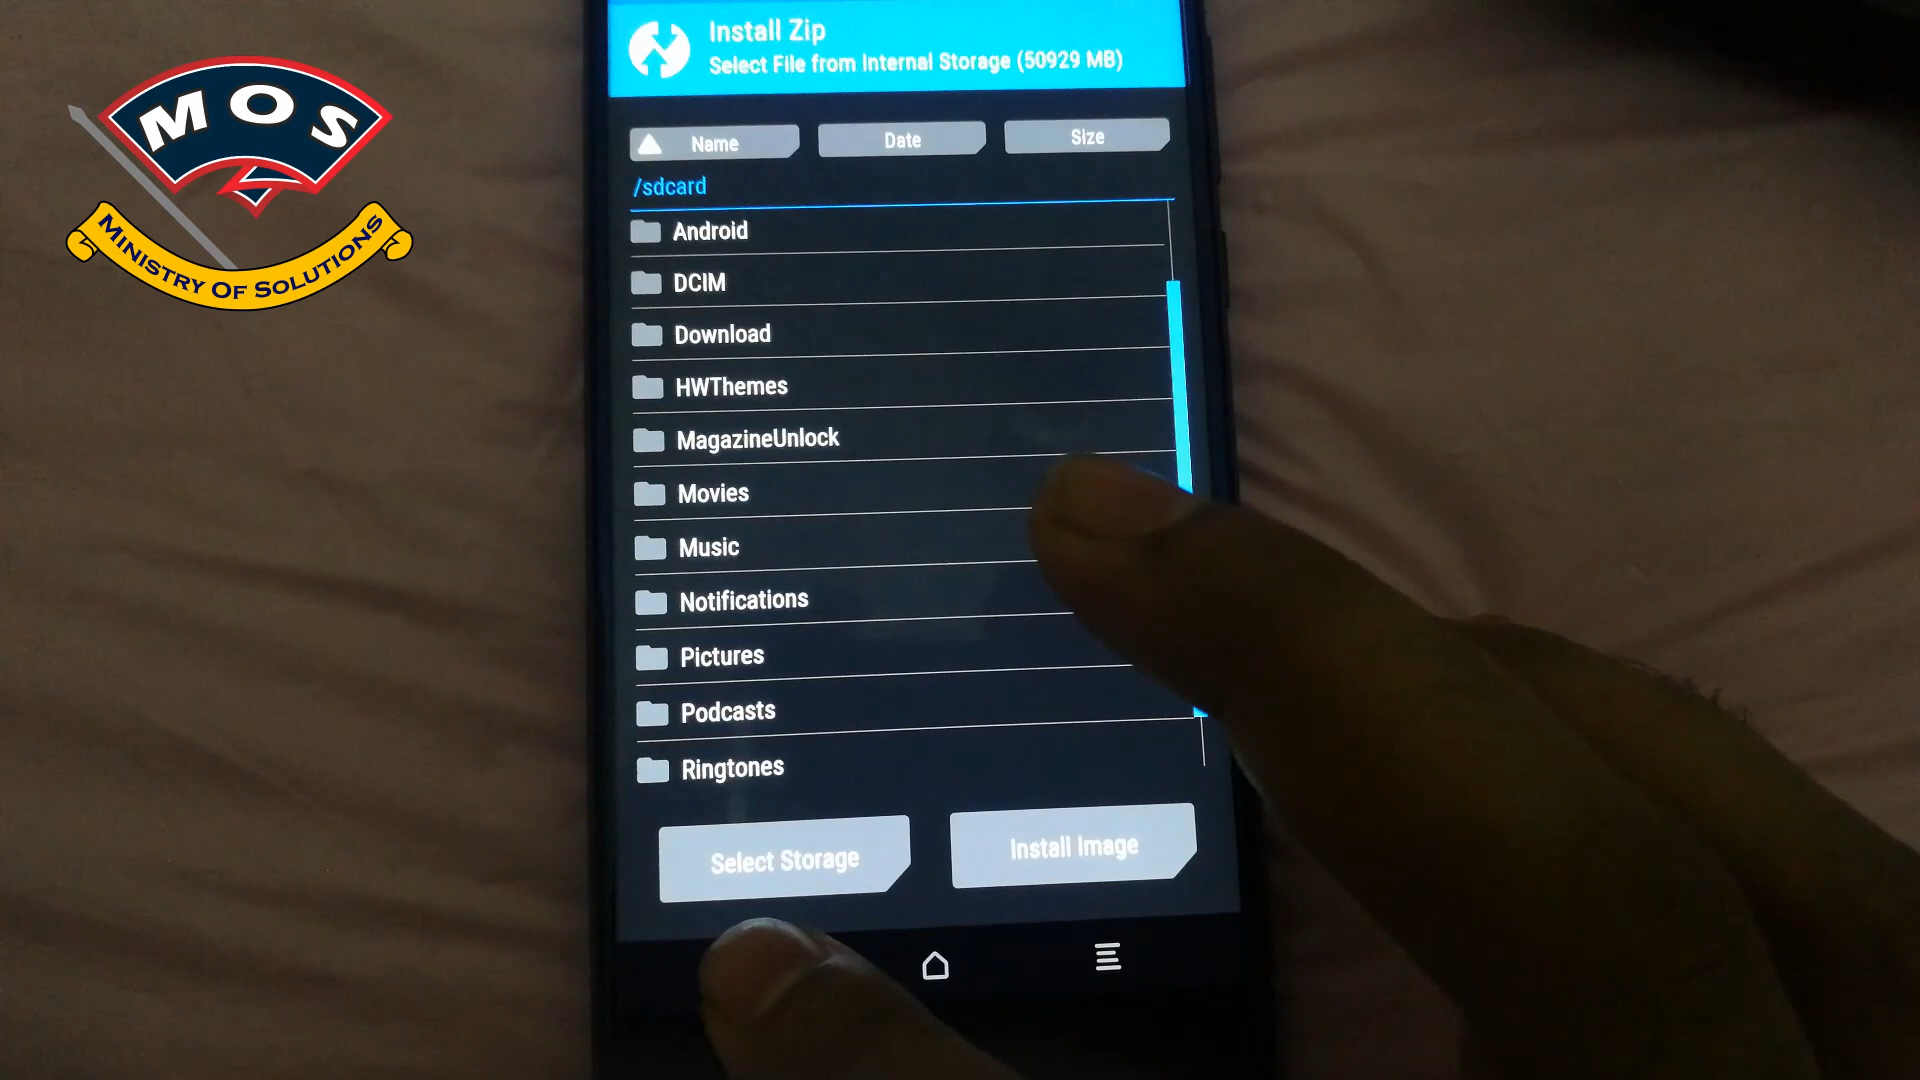 MOS
MINISTRY OF SOLUTIONS
Install Zip
Select File from Internal Storage (50929 MB)
Name
Date
Size
/sdcard
Android
DCIM
Download
HWThemes
MagazineUnlock
Movies
Music
Notifications
Pictures
Podcasts
Ringtones
Select Storage
Install Image